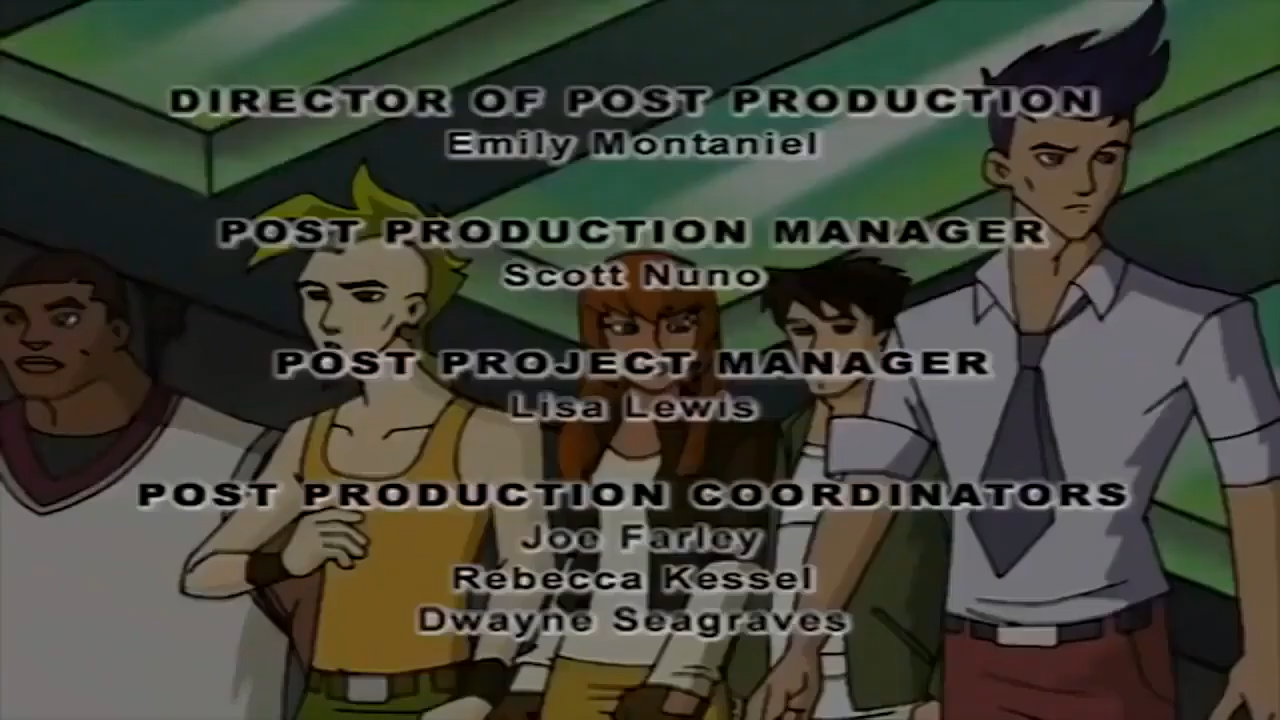 DIRECTOR OF POST PRODUCTION
Emily Montaniel
POST PRODUCTION MANAGER
Scott Nuno
POST PROJECT MANAGER
Lisa Lewis
POST PRODUCTION COORDINATORS
Joe Farley
Rebecca Kessel
Dwayne Seagraves